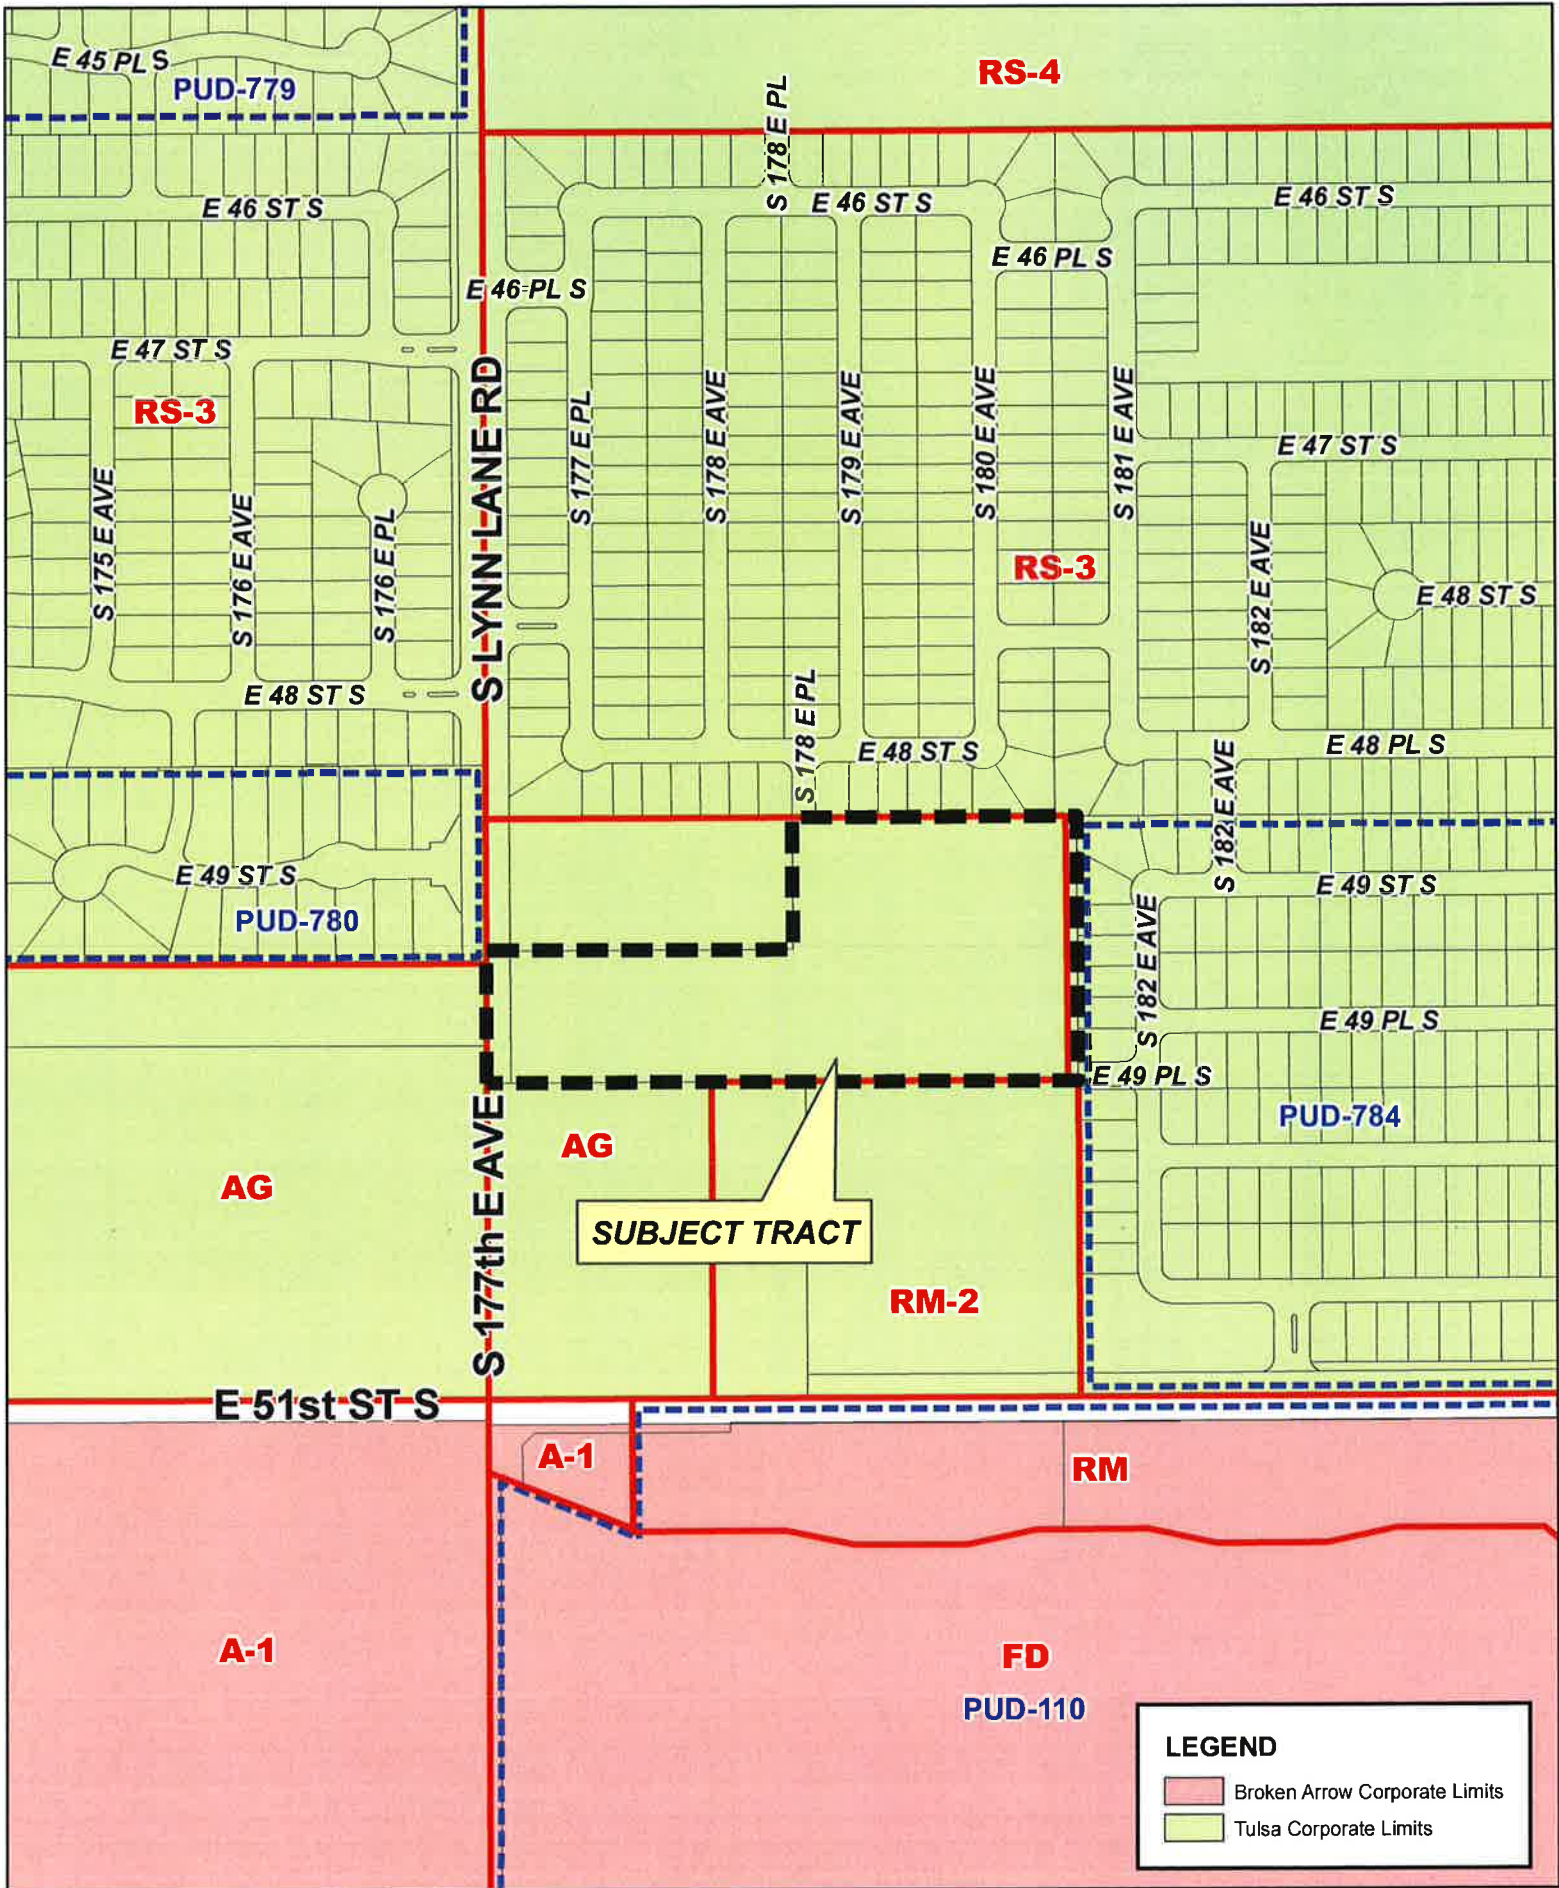 E 45 PL S
PUD-779
RS-4
S 178 E PL
E 46 ST S
E 46 ST S
E 46 ST S
E 46 PL S
E 46 PL S
E 47 ST S
RS-3
S LYNN LANE RD
S 177 E PL
S 178 E AVE
S 179 E AVE
S 180 E AVE
S 181 E AVE
E 47 ST S
S 175 E AVE
S 176 E AVE
S 176 E PL
RS-3
S 182 E AVE
E 48 ST S
E 48 ST S
S 178 E PL
E 48 ST S
E 48 PL S
S 182 E AVE
E 49 ST S
E 49 ST S
PUD-780
S 182 E AVE
E 49 PL S
E 49 PL S
PUD-784
S 177th E AVE
AG
AG
SUBJECT TRACT
RM-2
E 51st ST S
A-1
RM
A-1
FD
PUD-110
LEGEND
Broken Arrow Corporate Limits
Tulsa Corporate Limits